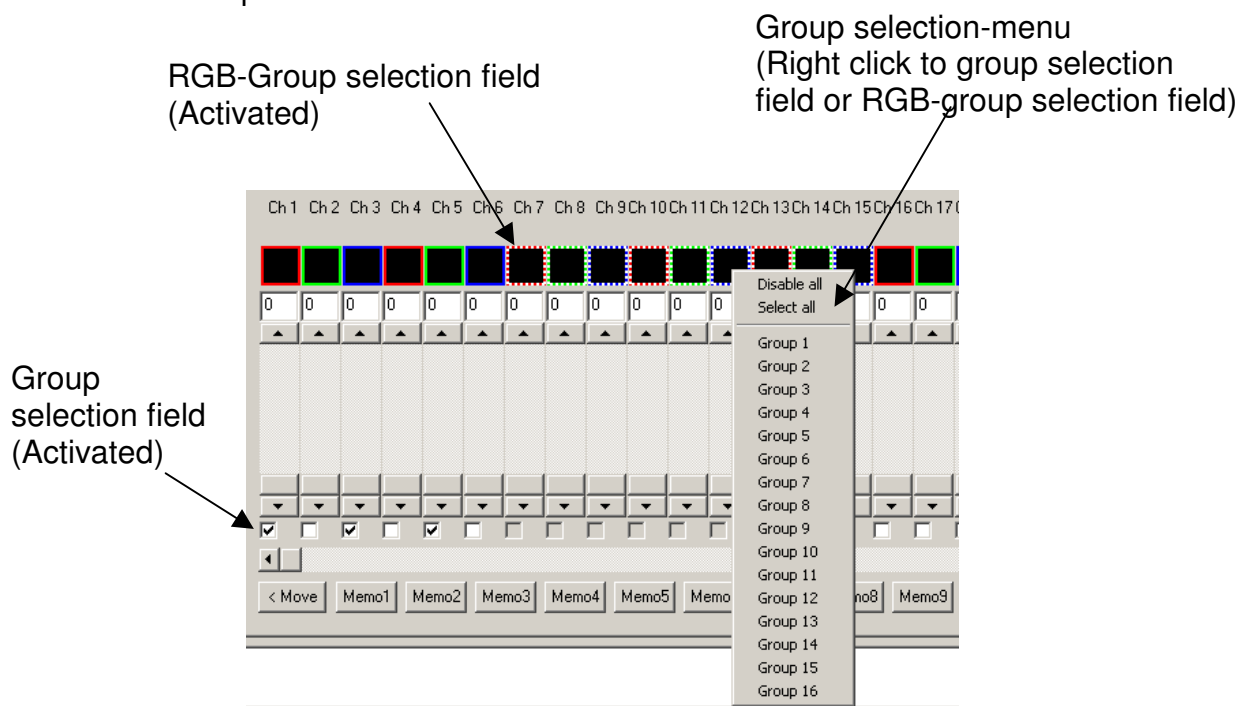 Group selection-menu
(Right click to group selection
field or RGB-group selection field)
RGB-Group selection field
(Activated)
Ch 1 Ch 2 Ch 3 Ch 4 Ch 5 Ch 6 Ch 7 Ch 8 Ch 9 Ch 10 Ch 11 Ch 12 Ch 13 Ch 14 Ch 15 Ch 16 Ch 17
0 0 0 0 0 0 0 0 0 0 0 0 0 0
Disable all
Select all
Group 1
Group 2
Group 3
Group 4
Group 5
Group 6
Group 7
Group 8
Group 9
Group 10
Group 11
Group 12
Group 13
Group 14
Group 15
Group 16
Group
selection field
(Activated)
< Move Memo1 Memo2 Memo3 Memo4 Memo5 Memo mo8 Memo9